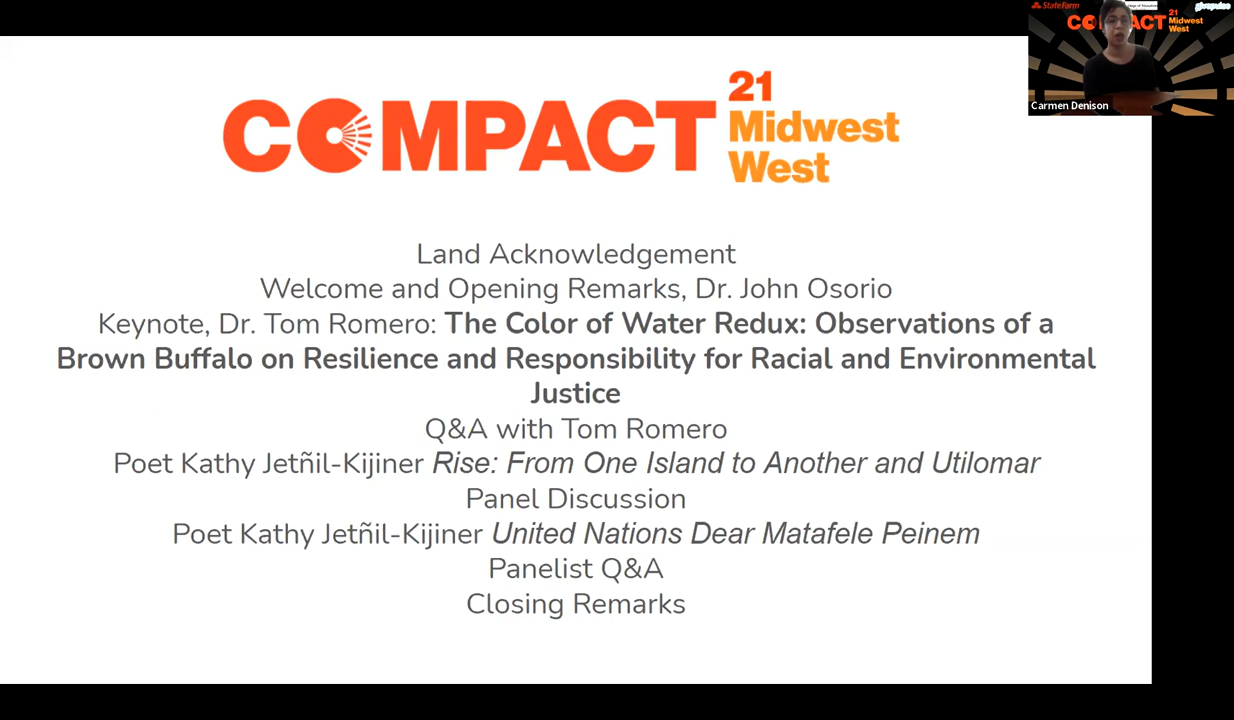 StateFarm
COMPACT
21
Midwest
West
Carmen Denison
COMPACT
21
Midwest
West
Land Acknowledgement
Welcome and Opening Remarks, Dr. John Osorio
Keynote, Dr. Tom Romero: The Color of Water Redux: Observations of a
Brown Buffalo on Resilience and Responsibility for Racial and Environmental
Justice
Q&A with Tom Romero
Poet Kathy Jetñil-Kijiner Rise: From One Island to Another and Utilomar
Panel Discussion
Poet Kathy Jetñil-Kijiner United Nations Dear Matafele Peinem
Panelist Q&A
Closing Remarks